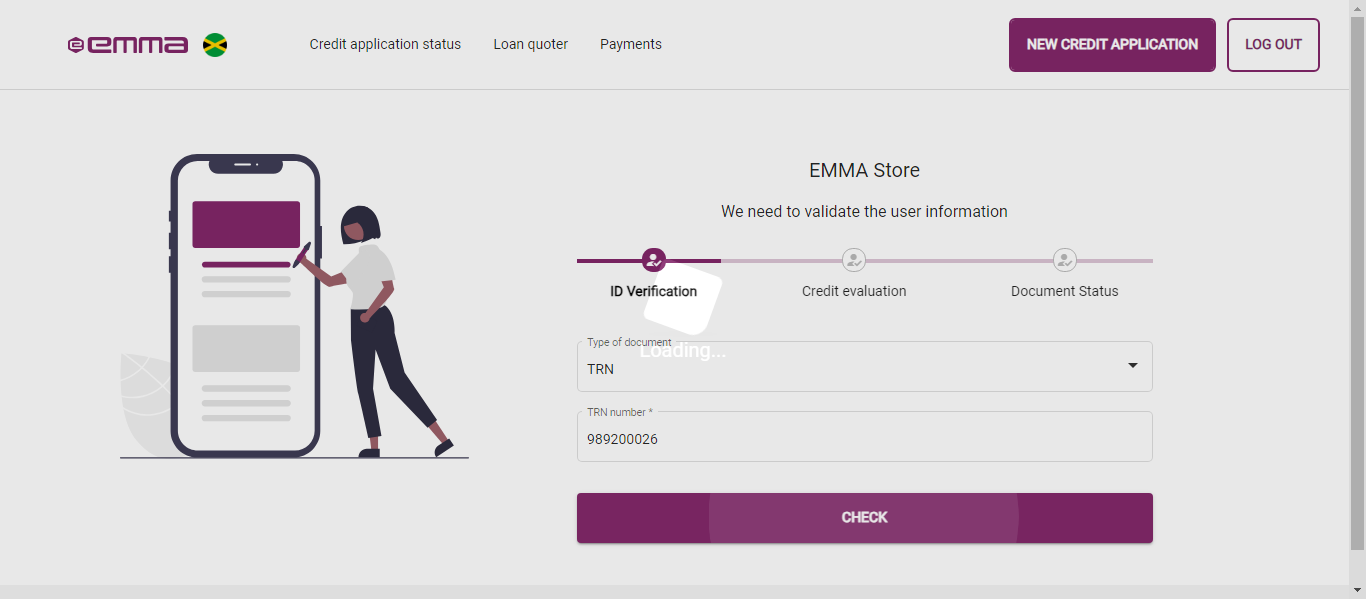 emma
Credit application status
Loan quoter
Payments
NEW CREDIT APPLICATION
LOG OUT
EMMA Store
We need to validate the user information
ID Verification
Credit evaluation
Document Status
Loading...
Type of document
TRN
TRN number *
989200026
CHECK